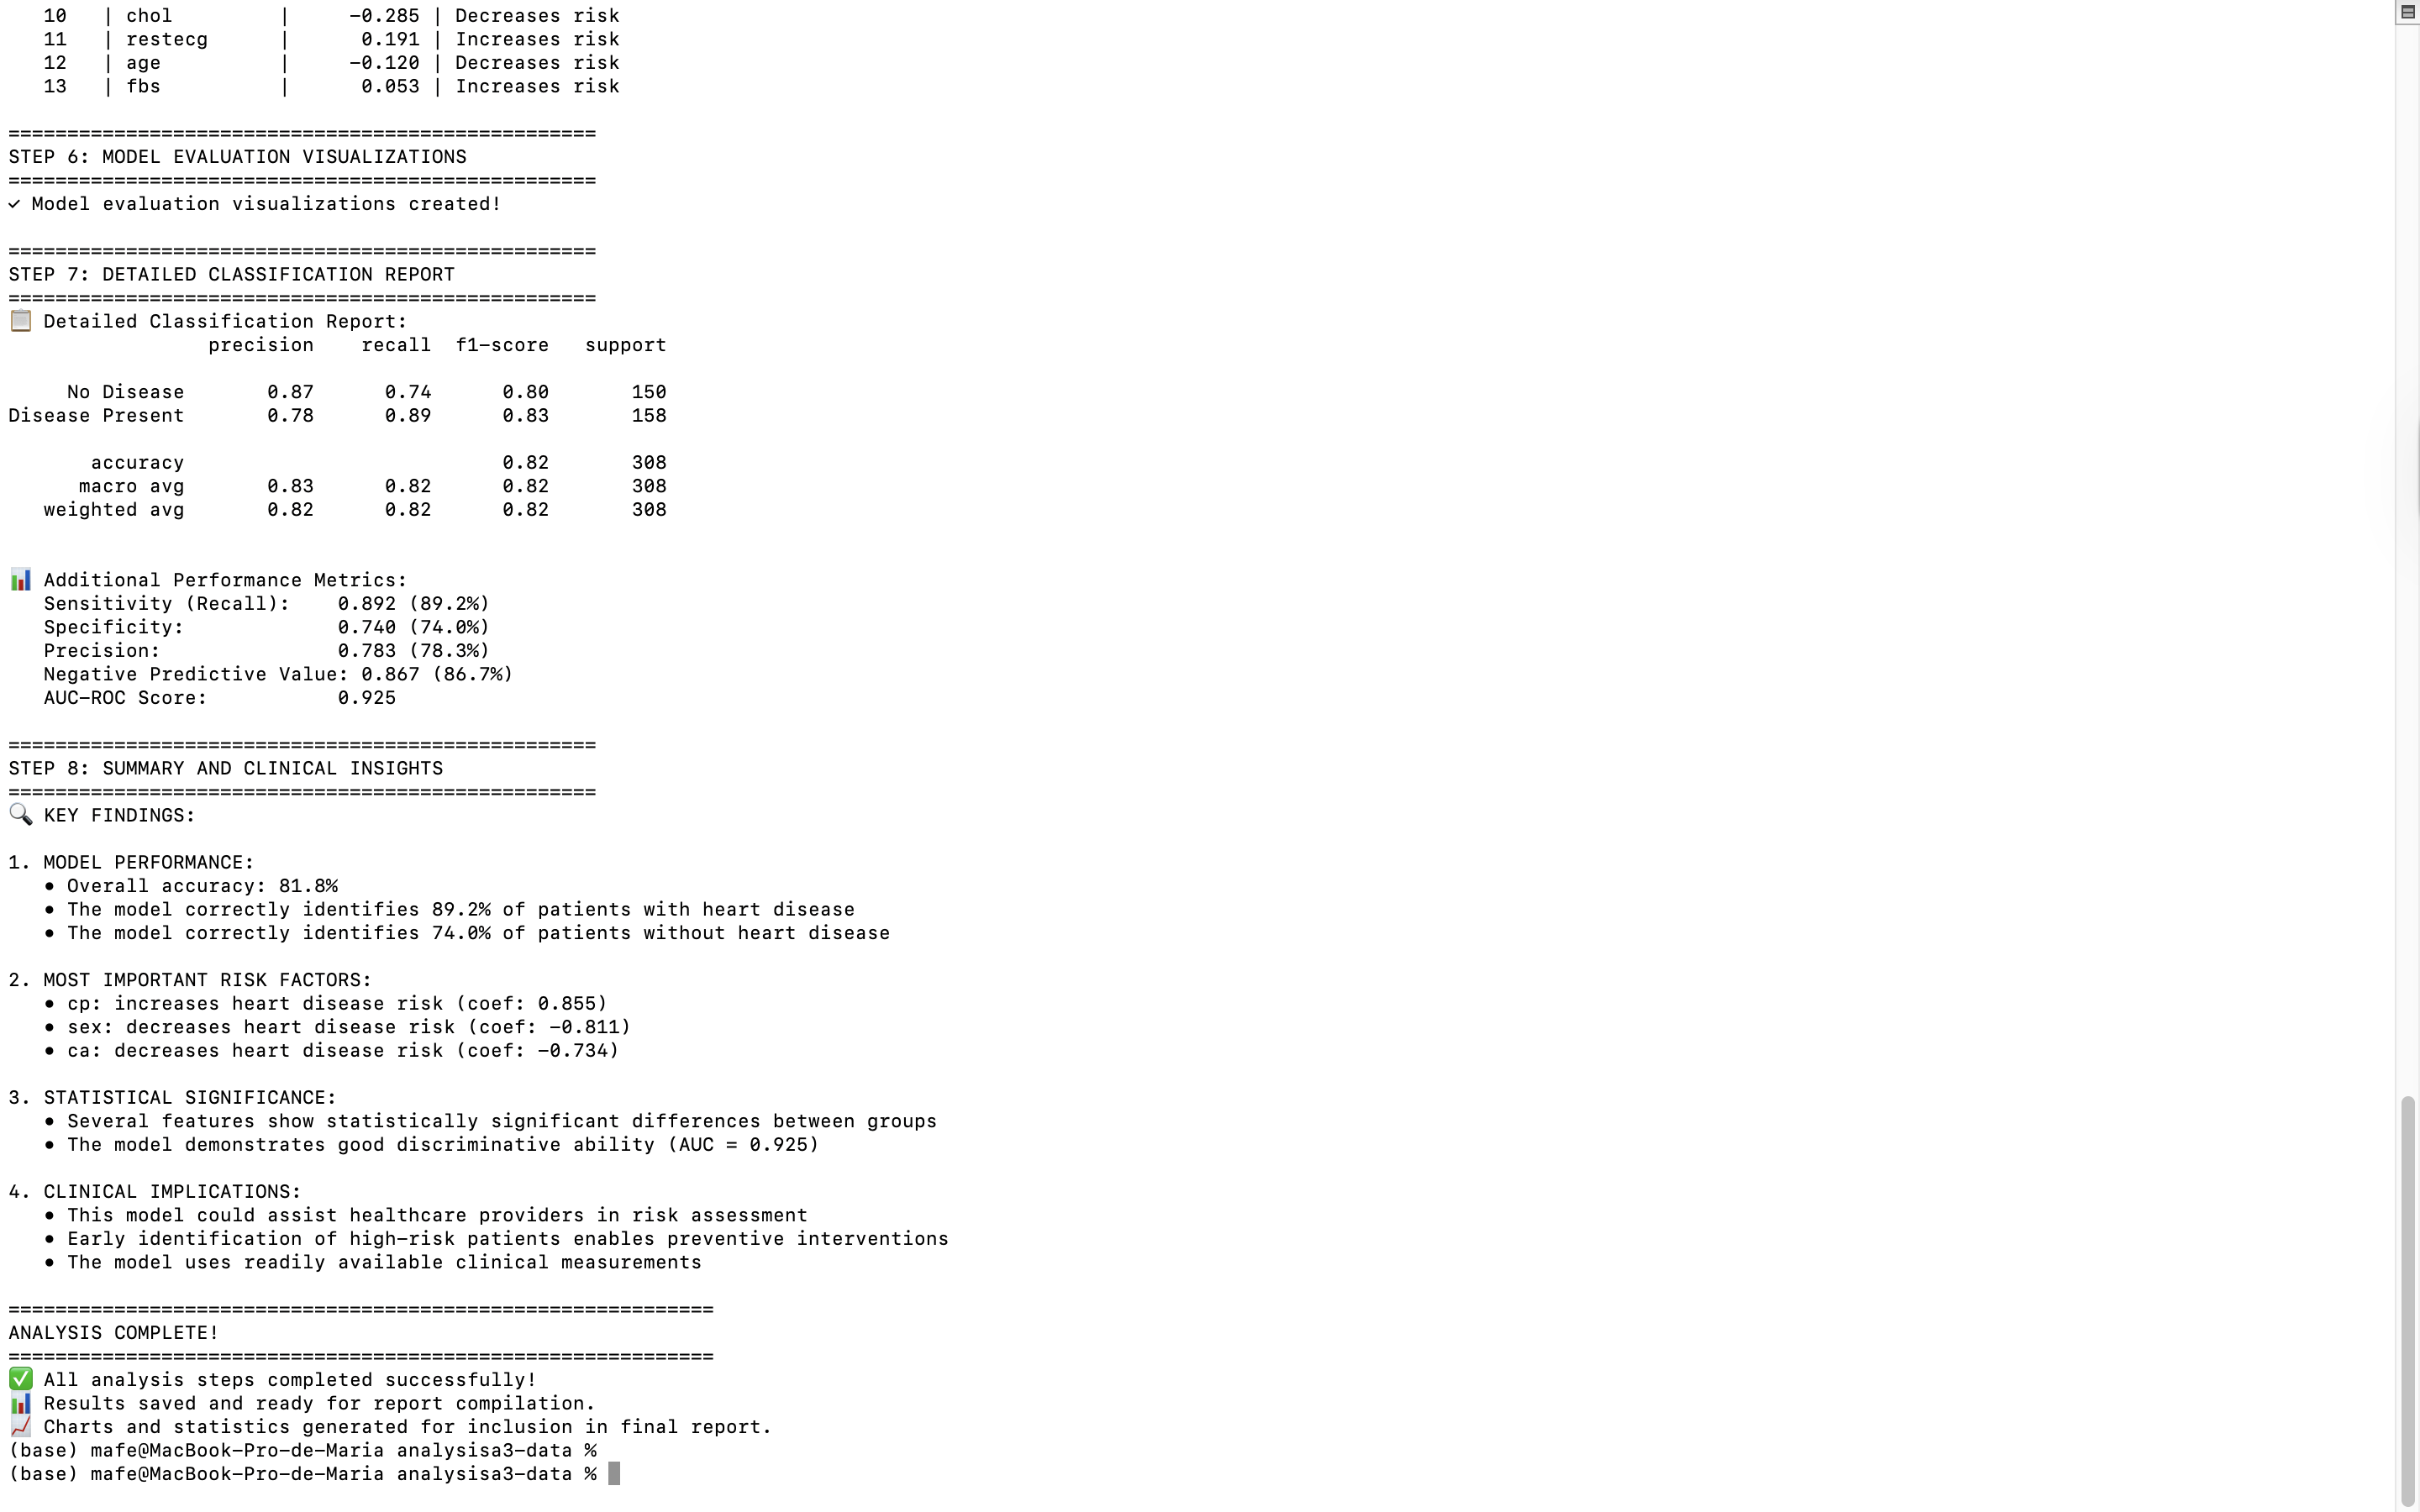 10   | chol         |     -0.285 | Decreases risk
11   | restecg      |      0.191 | Increases risk
12   | age          |     -0.120 | Decreases risk
13   | fbs          |      0.053 | Increases risk
==================================================
STEP 6: MODEL EVALUATION VISUALIZATIONS
==================================================
✓ Model evaluation visualizations created!
==================================================
STEP 7: DETAILED CLASSIFICATION REPORT
==================================================
📋 Detailed Classification Report:
                 precision    recall  f1-score   support
     No Disease       0.87      0.74      0.80       150
Disease Present       0.78      0.89      0.83       158
       accuracy                           0.82       308
      macro avg       0.83      0.82      0.82       308
   weighted avg       0.82      0.82      0.82       308
📊 Additional Performance Metrics:
   Sensitivity (Recall):    0.892 (89.2%)
   Specificity:             0.740 (74.0%)
   Precision:               0.783 (78.3%)
   Negative Predictive Value: 0.867 (86.7%)
   AUC-ROC Score:           0.925
==================================================
STEP 8: SUMMARY AND CLINICAL INSIGHTS
==================================================
🔍 KEY FINDINGS:
1. MODEL PERFORMANCE:
   • Overall accuracy: 81.8%
   • The model correctly identifies 89.2% of patients with heart disease
   • The model correctly identifies 74.0% of patients without heart disease
2. MOST IMPORTANT RISK FACTORS:
   • cp: increases heart disease risk (coef: 0.855)
   • sex: decreases heart disease risk (coef: -0.811)
   • ca: decreases heart disease risk (coef: -0.734)
3. STATISTICAL SIGNIFICANCE:
   • Several features show statistically significant differences between groups
   • The model demonstrates good discriminative ability (AUC = 0.925)
4. CLINICAL IMPLICATIONS:
   • This model could assist healthcare providers in risk assessment
   • Early identification of high-risk patients enables preventive interventions
   • The model uses readily available clinical measurements
============================================================
ANALYSIS COMPLETE!
============================================================
✅ All analysis steps completed successfully!
📊 Results saved and ready for report compilation.
📈 Charts and statistics generated for inclusion in final report.
(base) mafe@MacBook-Pro-de-Maria analysisa3-data %
(base) mafe@MacBook-Pro-de-Maria analysisa3-data %